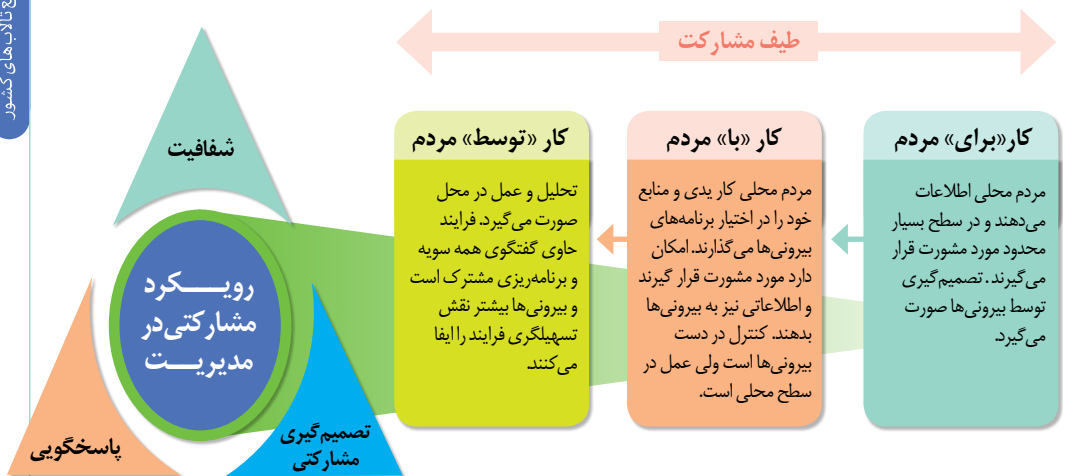 طیف مشارکت
کار«برای» مردم
مردم محلی اطلاعات
می‌دهند و در سطح بسیار
محدود مورد مشورت قرار
می‌گیرند. تصمیم‌گیری
توسط بیرونی‌ها صورت
می‌گیرد.
کار «با» مردم
مردم محلی کار یدی و منابع
خود را در اختیار برنامه‌های
بیرونی‌ها می‌گذارند. امکان
دارد مورد مشورت قرار گیرند
و اطلاعاتی نیز به بیرونی‌ها
بدهند. کنترل در دست
بیرونی‌ها است ولی عمل در
سطح محلی است.
کار «توسط» مردم
تحلیل و عمل در محل
صورت می‌گیرد. فرایند
حاوی گفتگوی همه سویه
و برنامه‌ریزی مشترک است
و بیرونی‌ها بیشتر نقش
تسهیلگری فرایند را ایفا
می‌کنند.
شفافیت
رویـــکرد
مشارکتی‌در
مدیریــت
تصمیم‌گیری
مشارکتی
پاسخگویی
تالاب‌های کشور